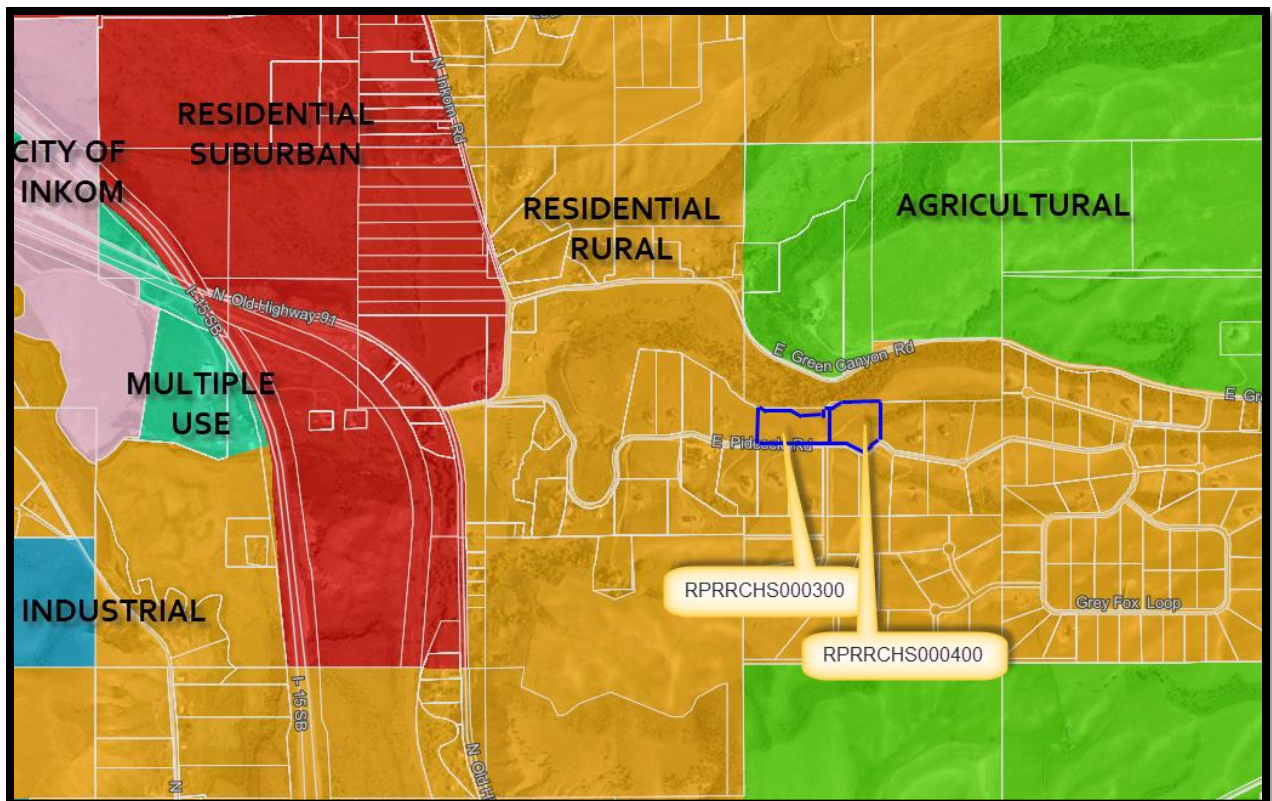 N Inkom Rd
RESIDENTIAL
SUBURBAN
CITY OF
INKOM
RESIDENTIAL
RURAL
AGRICULTURAL
I- 15 SB
N Old Highway 91
E Green Canyon Rd
MULTIPLE
USE
E Gr
E Pidcock Rd
RPRRCHS000300
INDUSTRIAL
Grey Fox Loop
RPRRCHS000400
I- 15 SB
N Old H
N